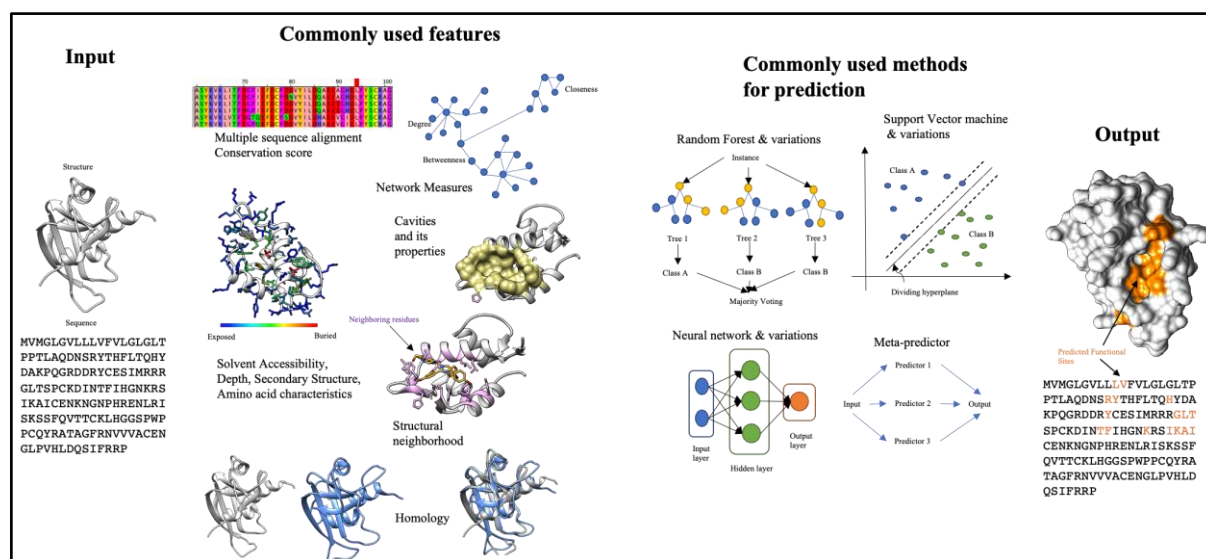 Input
Structure
Sequence
MVMGLGVLLLVFVLGLGLT
PPTLAQDNSRYTHFLTQHY
DAKPQGRDDRYCESIMRRR
GLTSPCKDINTFIHGNKRS
IKAICENKNGNPHRENLRI
SKSSFQVTTCKLHGGSPWP
PCQYRATAGFRNVVVACEN
GLPVHLDQSIFRRP
Commonly used features
70 80 90 100
Multiple sequence alignment
Conservation score
Closeness
Degree
Betweenness
Network Measures
Cavities
and its
properties
Exposed
Buried
Solvent Accessibility,
Depth, Secondary Structure,
Amino acid characteristics
Neighboring residues
Structural
neighborhood
Homology
Commonly used methods
for prediction
Random Forest & variations
Instance
Tree 1
Tree 2
Tree 3
Class A
Class B
Class B
Majority Voting
Support Vector machine
& variations
Class A
Class B
Dividing hyperplane
Neural network & variations
Input
layer
Hidden layer
Output
layer
Meta-predictor
Predictor 1
Input
Predictor 2
Output
Predictor 3
Output
Predicted Functional
Sites
MVMGLGVLLLVFVLGLGLTP
PTLAQDNSRYTHFLTQHYDA
KPQGRDDRYCESIMRRRGLT
SPCKDINTFIHGNKRSIKAI
CENKNGNPHRENLRISKSSF
QVTTCKLHGGSPWPPCQYRA
TAGFRNVVVACENGLPVHLD
QSIFRRP